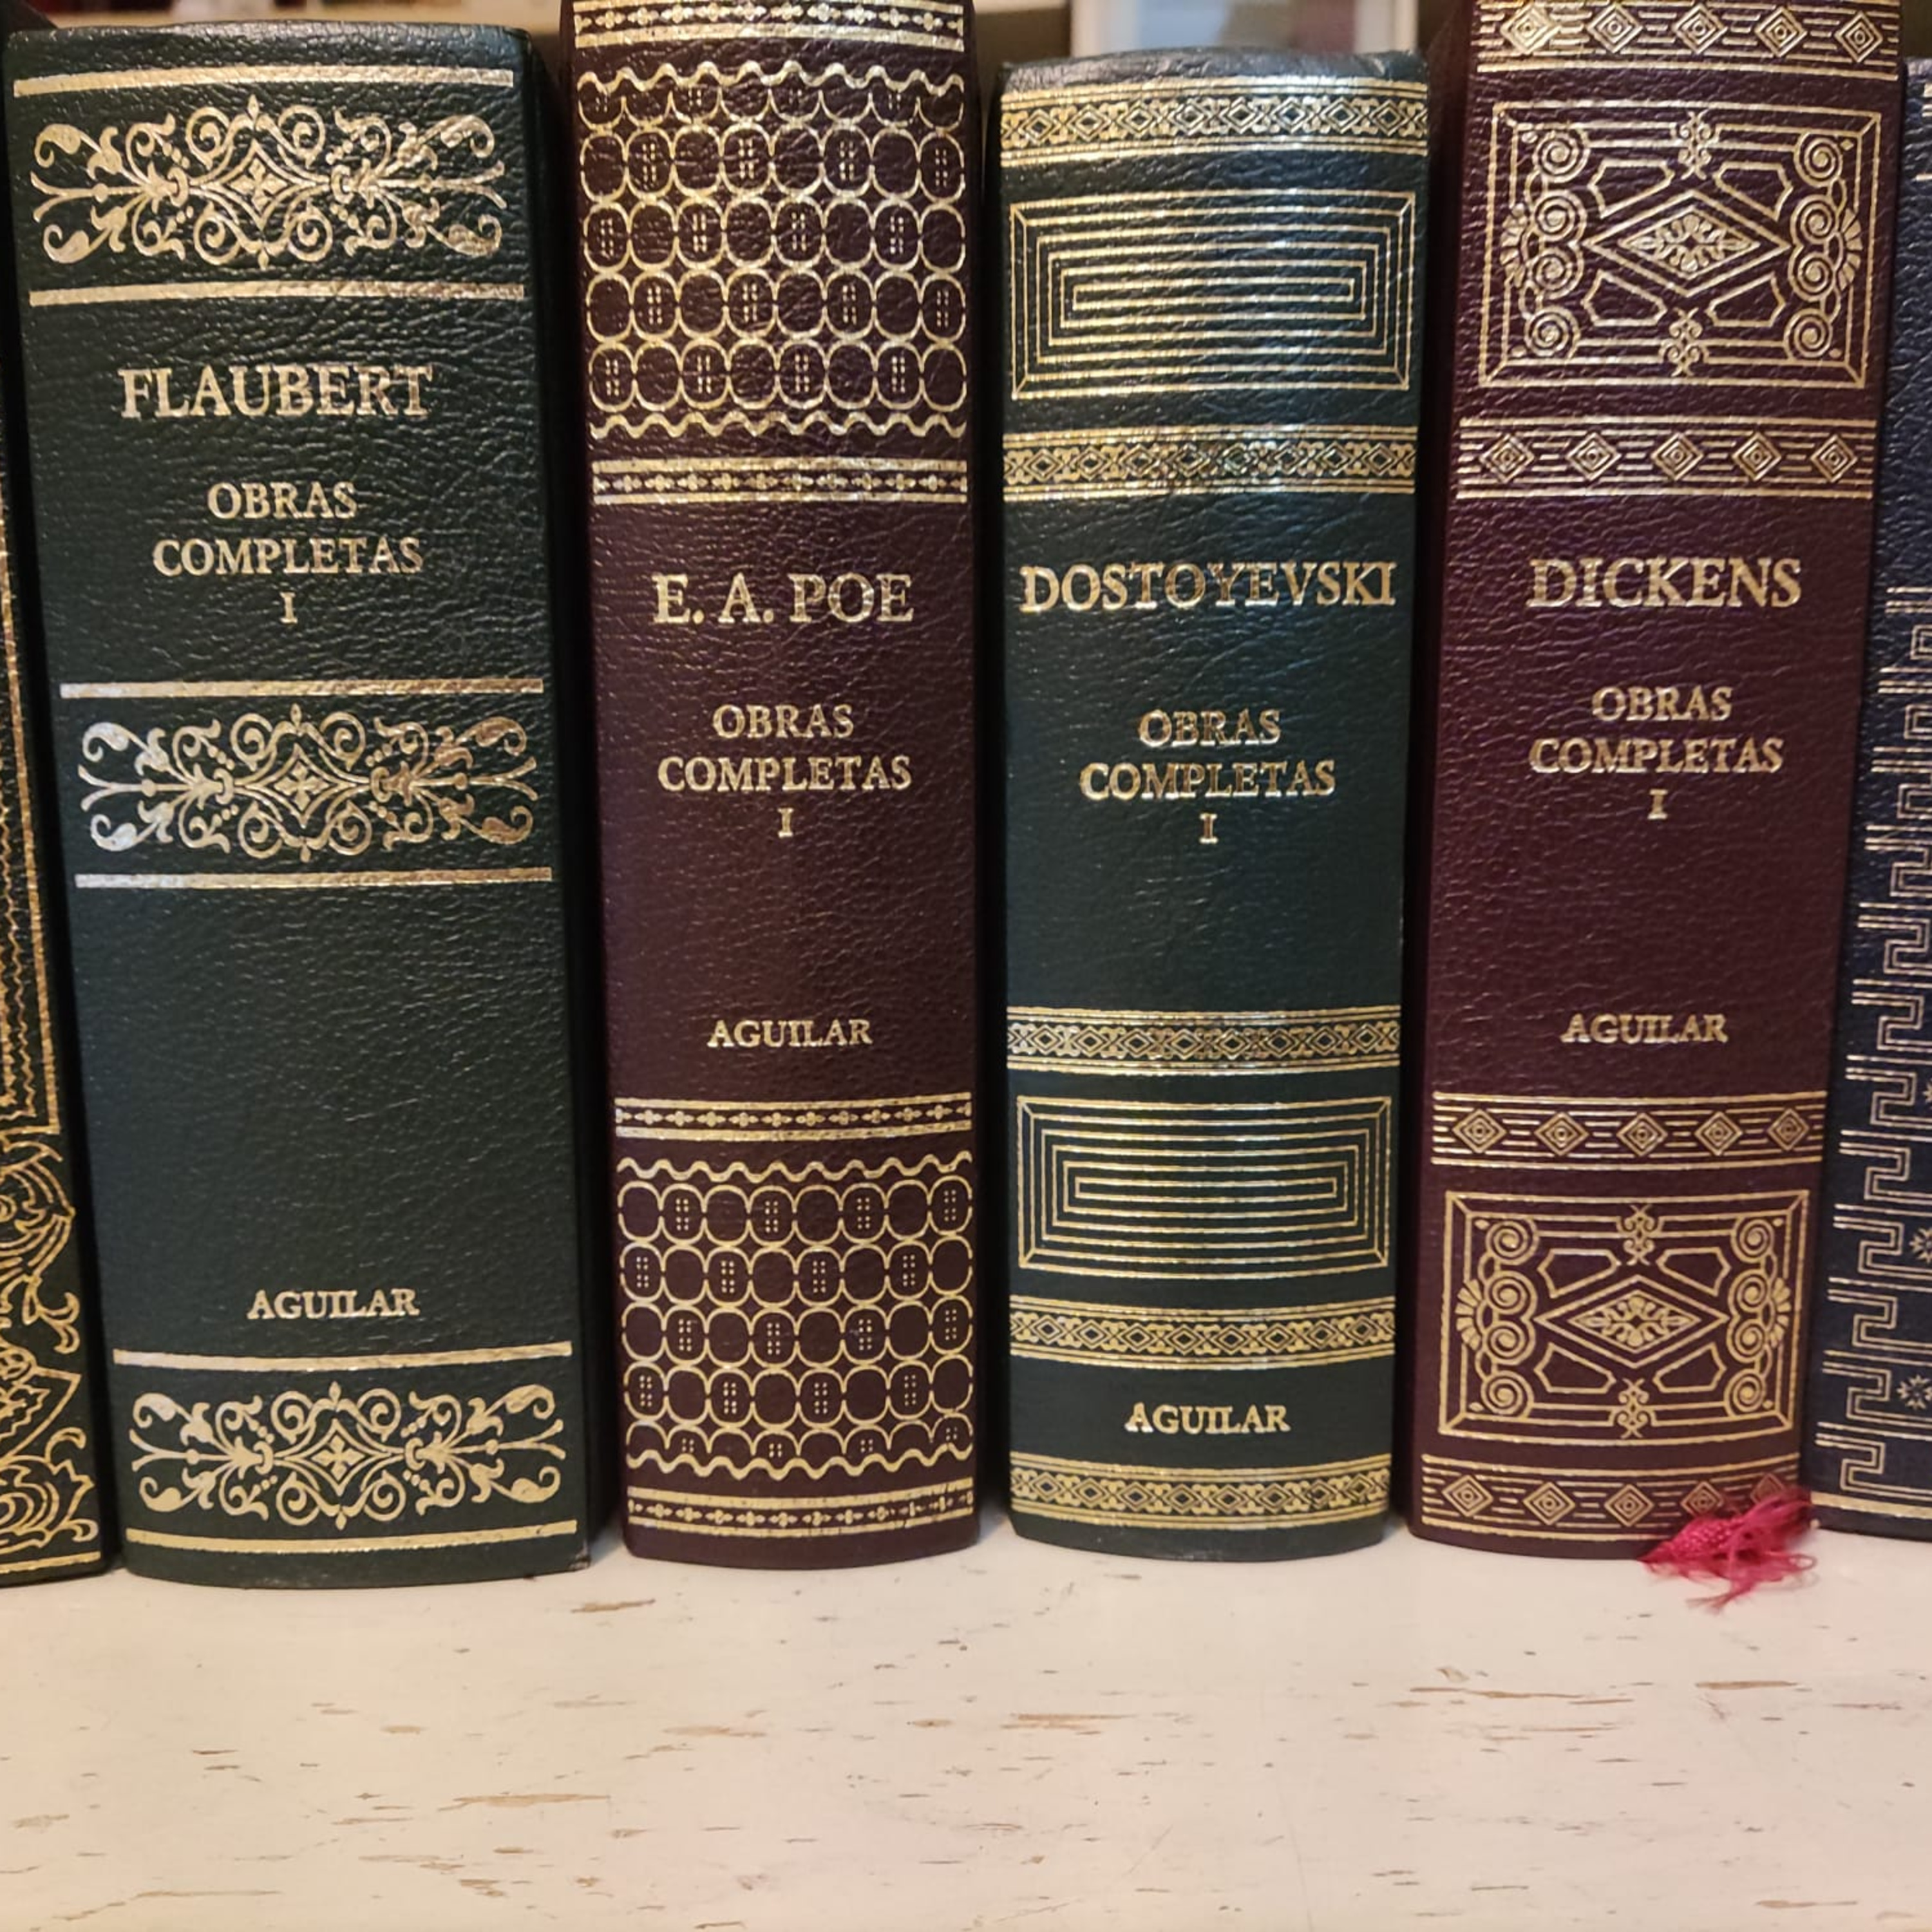 FLAUBERT
OBRAS
COMPLETAS
I
AGUILAR
E. A. POE
OBRAS
COMPLETAS
I
AGUILAR
DOSTOYEVSKI
OBRAS
COMPLETAS
I
AGUILAR
DICKENS
OBRAS
COMPLETAS
I
AGUILAR